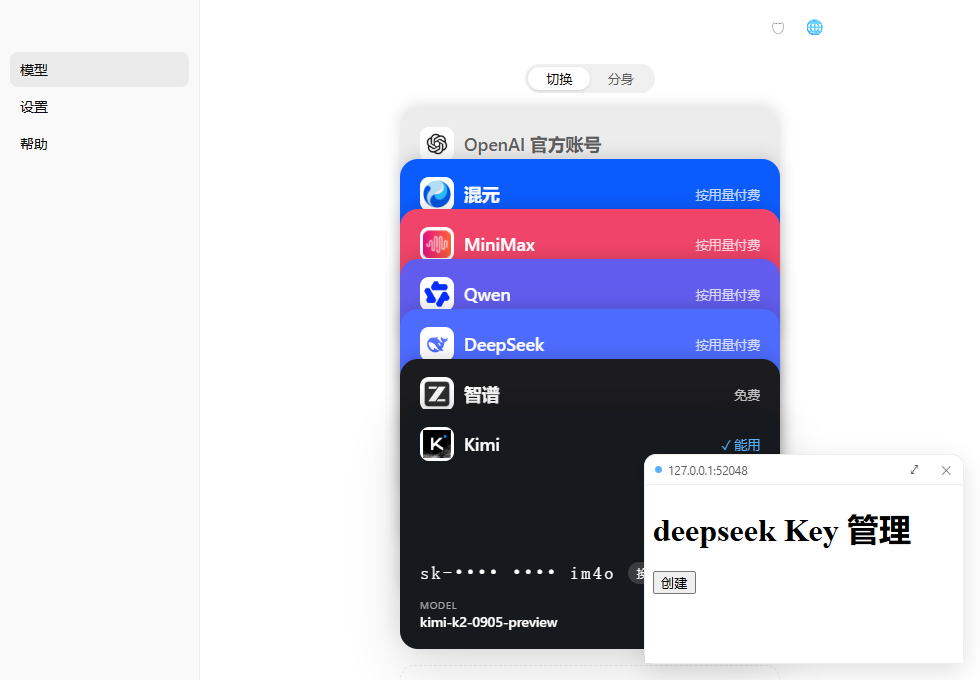 模型
设置
帮助
切换 分身
OpenAI 官方账号
混元 按用量付费
MiniMax 按用量付费
Qwen 按用量付费
DeepSeek 按用量付费
智谱 免费
Kimi ✓ 能用
127.0.0.1:52048
deepseek Key 管理
创建
sk-•••• •••• im4o
MODEL
kimi-k2-0905-preview